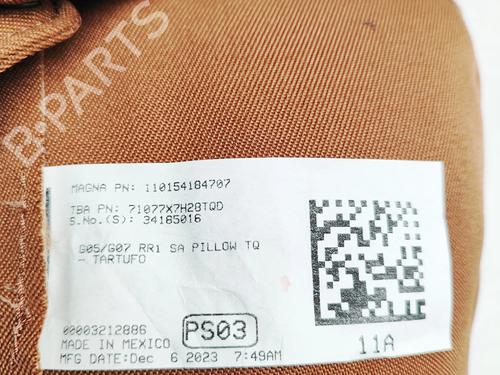 B-PARTS
MAGNA PN: 110154184707
TBA PN: 71077X7H28TQD
S.No.(S): 34165016
G05/G07 RR1 SA PILLOW TQ
- TARTUFO
00003212886
PS03
MADE IN MEXICO
MFG DATE:Dec 6 2023 7:49AM
11A